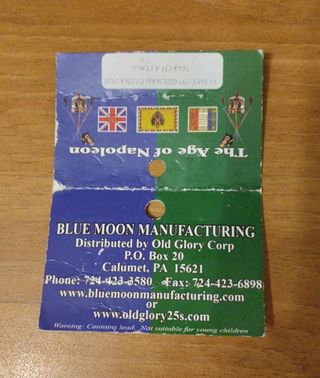 The Age of Napoleon
BLUE MOON MANUFACTURING
Distributed by Old Glory Corp
P.O. Box 20
Calumet, PA 15621
Phone: 724-423-3580 Fax: 724-423-6898
www.bluemoonmanufacturing.com
or
www.oldglory25s.com
Warning: Contains lead. Not suitable for young children